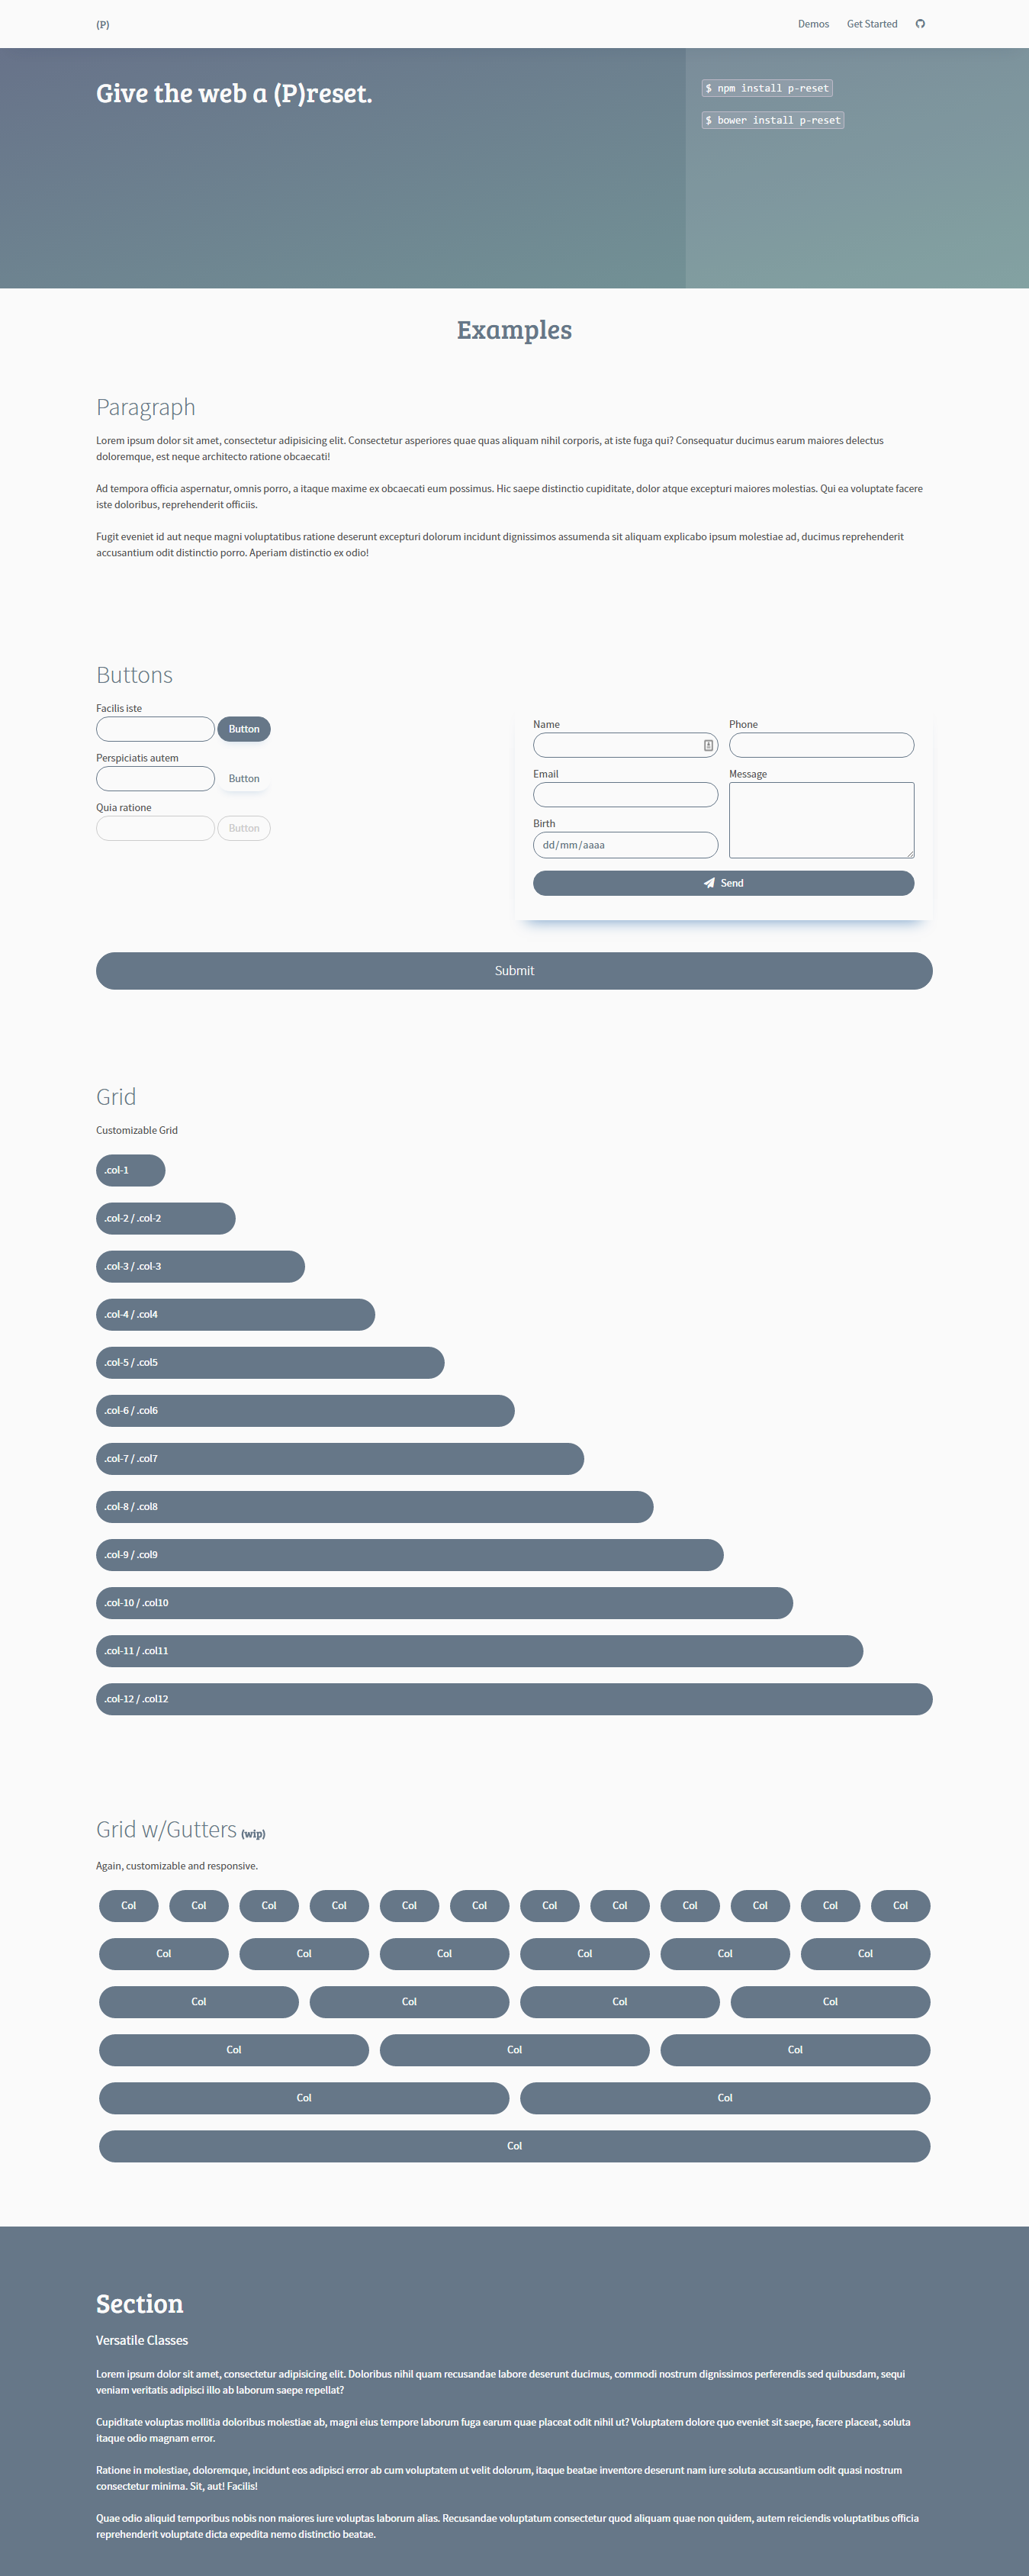 (P)
Demos Get Started
Give the web a (P)reset.
$ npm install p-reset
$ bower install p-reset
Examples
Paragraph
Lorem ipsum dolor sit amet, consectetur adipisicing elit. Consectetur asperiores quae quas aliquam nihil corporis, at iste fuga qui? Consequatur ducimus earum maiores delectus
doloremque, est neque architecto ratione obcaecati!
Ad tempora officia aspernatur, omnis porro, a itaque maxime ex obcaecati eum possimus. Hic saepe distinctio cupiditate, dolor atque excepturi maiores molestias. Qui ea voluptate facere
iste doloribus, reprehenderit officiis.
Fugit eveniet id aut neque magni voluptatibus ratione deserunt excepturi dolorum incidunt dignissimos assumenda sit aliquam explicabo ipsum molestiae ad, ducimus reprehenderit
accusantium odit distinctio porro. Aperiam distinctio ex odio!
Buttons
Facilis iste
Button
Perspiciatis autem
Button
Quia ratione
Button
Name
Phone
Email
Message
Birth
dd/mm/aaaa
Send
Submit
Grid
Customizable Grid
.col-1
.col-2 / .col-2
.col-3 / .col-3
.col-4 / .col4
.col-5 / .col5
.col-6 / .col6
.col-7 / .col7
.col-8 / .col8
.col-9 / .col9
.col-10 / .col10
.col-11 / .col11
.col-12 / .col12
Grid w/Gutters (wip)
Again, customizable and responsive.
Col Col Col Col Col Col Col Col Col Col Col Col
Col Col Col Col Col Col
Col Col Col Col
Col Col Col
Col Col
Col
Section
Versatile Classes
Lorem ipsum dolor sit amet, consectetur adipisicing elit. Doloribus nihil quam recusandae labore deserunt ducimus, commodi nostrum dignissimos perferendis sed quibusdam, sequi
veniam veritatis adipisci illo ab laborum saepe repellat?
Cupiditate voluptas mollitia doloribus molestiae ab, magni eius tempore laborum fuga earum quae placeat odit nihil ut? Voluptatem dolore quo eveniet sit saepe, facere placeat, soluta
itaque odio magnam error.
Ratione in molestiae, doloremque, incidunt eos adipisci error ab cum voluptatem ut velit dolorum, itaque beatae inventore deserunt nam iure soluta accusantium odit quasi nostrum
consectetur minima. Sit, aut! Facilis!
Quae odio aliquid temporibus nobis non maiores iure voluptas laborum alias. Recusandae voluptatum consectetur quod aliquam quae non quidem, autem reiciendis voluptatibus officia
reprehenderit voluptate dicta expedita nemo distinctio beatae.